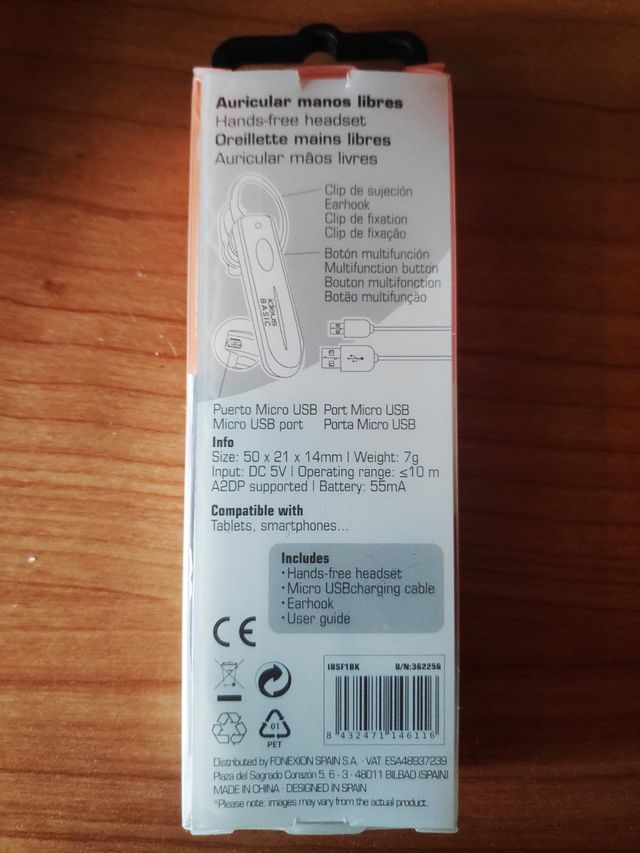 Auricular manos libres
Hands-free headset
Oreillette mains libres
Auricular mãos livres
Clip de sujeción
Earhook
Clip de fixation
Clip de fixação
Botón multifunción
Multifunction button
Bouton multifonction
Botão multifunção
ideus
BASIC
Puerto Micro USB Port Micro USB
Micro USB port Porta Micro USB
Info
Size: 50 x 21 x 14mm | Weight: 7g
Input: DC 5V | Operating range: ≤10 m
A2DP supported | Battery: 55mA
Compatible with
Tablets, smartphones...
Includes
· Hands-free headset
· Micro USBcharging cable
· Earhook
· User guide
CE
IBSF1BK B/N:362256
8 432471 146116
01
PET
Distributed by FONEXION SPAIN S.A. · VAT: ESA48937239
Plaza del Sagrado Corazón 5, 6 - 3 · 48011 BILBAO (SPAIN)
MADE IN CHINA · DESIGNED IN SPAIN
*Please note: images may vary from the actual product.